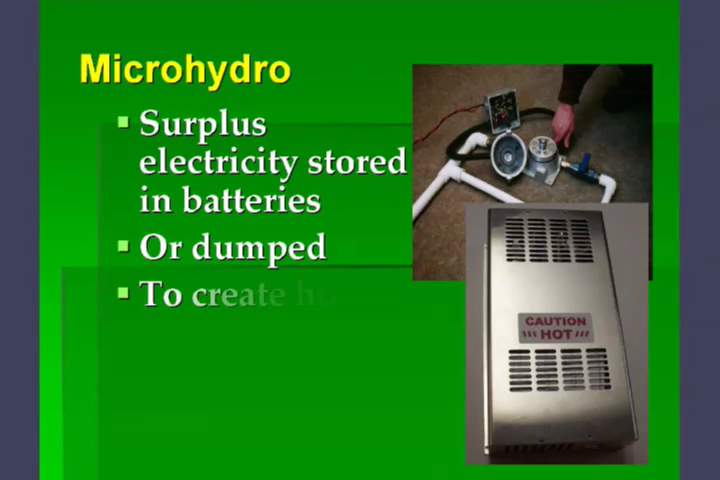 Microhydro
Surplus
electricity stored
in batteries
Or dumped
To create
CAUTION
HOT